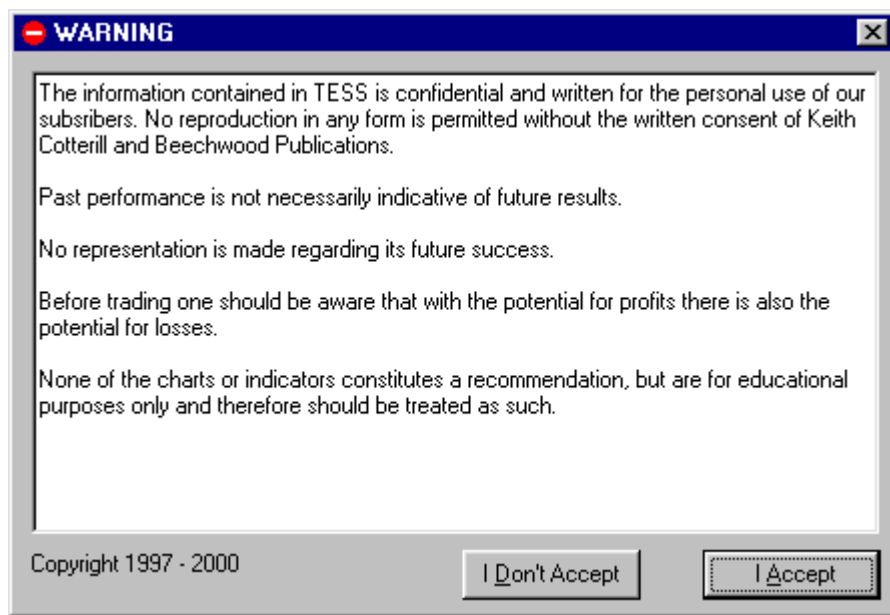 WARNING
The information contained in TESS is confidential and written for the personal use of our
subsribers. No reproduction in any form is permitted without the written consent of Keith
Cotterill and Beechwood Publications.
Past performance is not necessarily indicative of future results.
No representation is made regarding its future success.
Before trading one should be aware that with the potential for profits there is also the
potential for losses.
None of the charts or indicators constitutes a recommendation, but are for educational
purposes only and therefore should be treated as such.
Copyright 1997 - 2000
I Don't Accept
I Accept